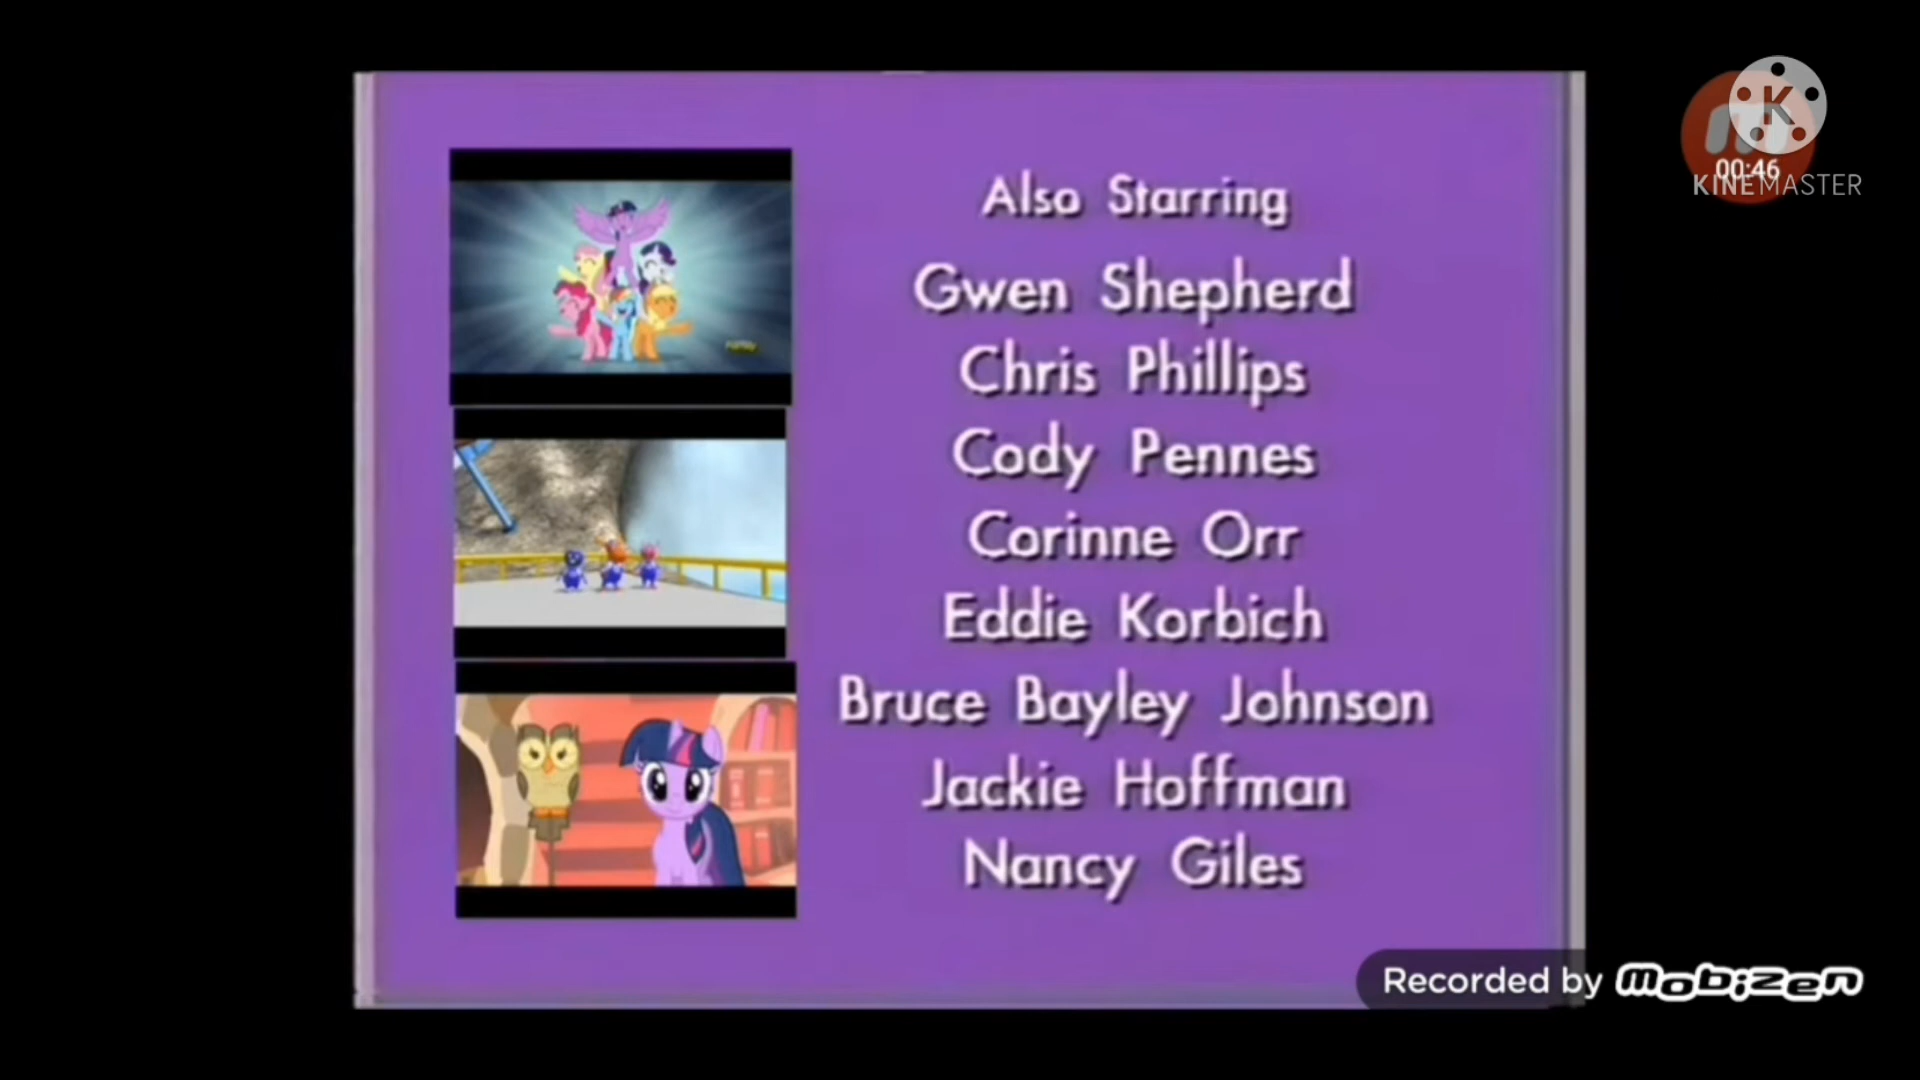 Also Starring
Gwen Shepherd
Chris Phillips
Cody Pennes
Corinne Orr
Eddie Korbich
Bruce Bayley Johnson
Jackie Hoffman
Nancy Giles
K
00:46
KINEMASTER
Recorded by mobizen